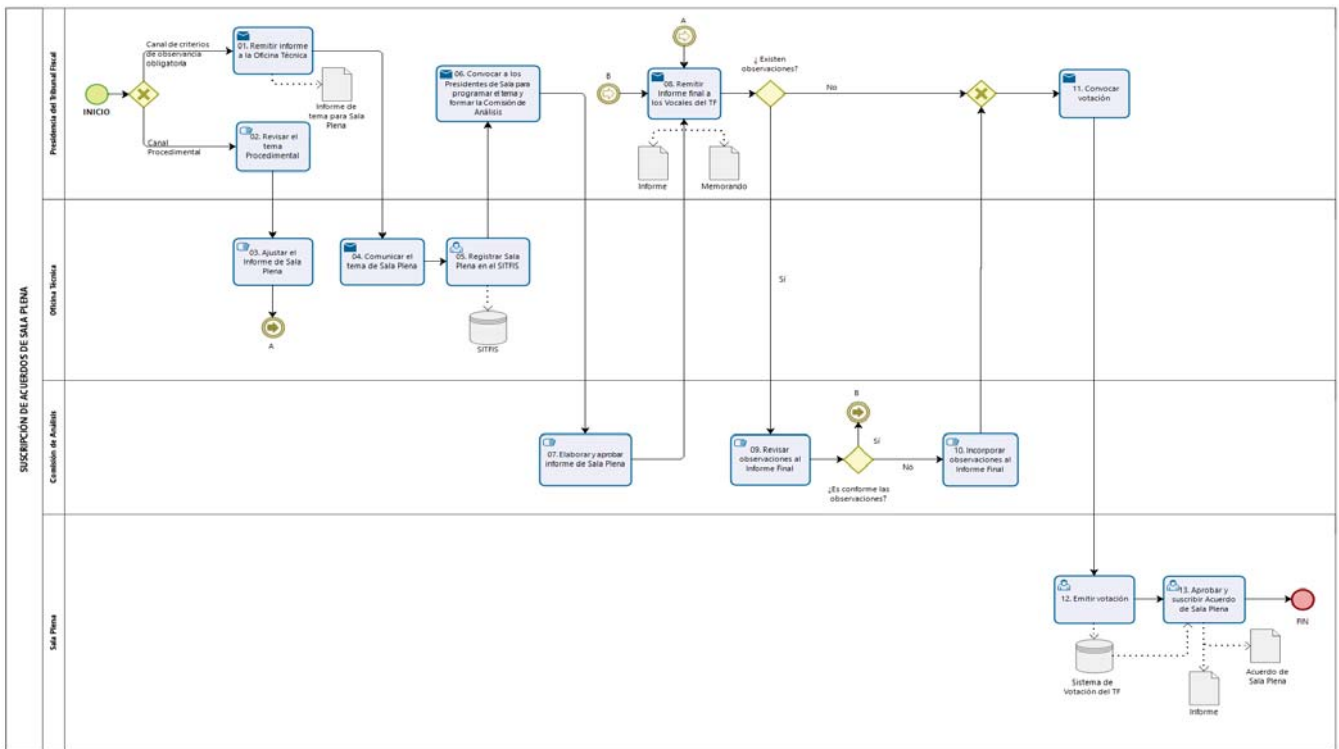 SUSCRIPCIÓN DE ACUERDOS DE SALA PLENA
Presidencia del Tribunal Fiscal
INICIO
Canal de criterios
de observancia
obligatoria
Canal
Procedimental
01. Remitir informe
a la Oficina Técnica
Informe de
tema para Sala
Plena
02. Revisar el
tema
Procedimental
06. Convocar a los
Presidentes de Sala para
programar el tema y
formar la Comisión de
Análisis
A
B
08. Remitir
Informe final a
los Vocales del TF
Informe
Memorando
¿Existen
observaciones?
No
Sí
11. Convocar
votación
Oficina Técnica
03. Ajustar el
Informe de Sala
Plena
A
04. Comunicar el
tema de Sala Plena
05. Registrar Sala
Plena en el SITFIS
SITFIS
Comisión de Análisis
07. Elaborar y aprobar
informe de Sala Plena
09. Revisar
observaciones al
Informe Final
B
Sí
No
¿Es conforme las
observaciones?
10. Incorporar
observaciones al
Informe Final
Sala Plena
12. Emitir votación
Sistema de
Votación del TF
13. Aprobar y
suscribir Acuerdo
de Sala Plena
Informe
Acuerdo de
Sala Plena
FIN